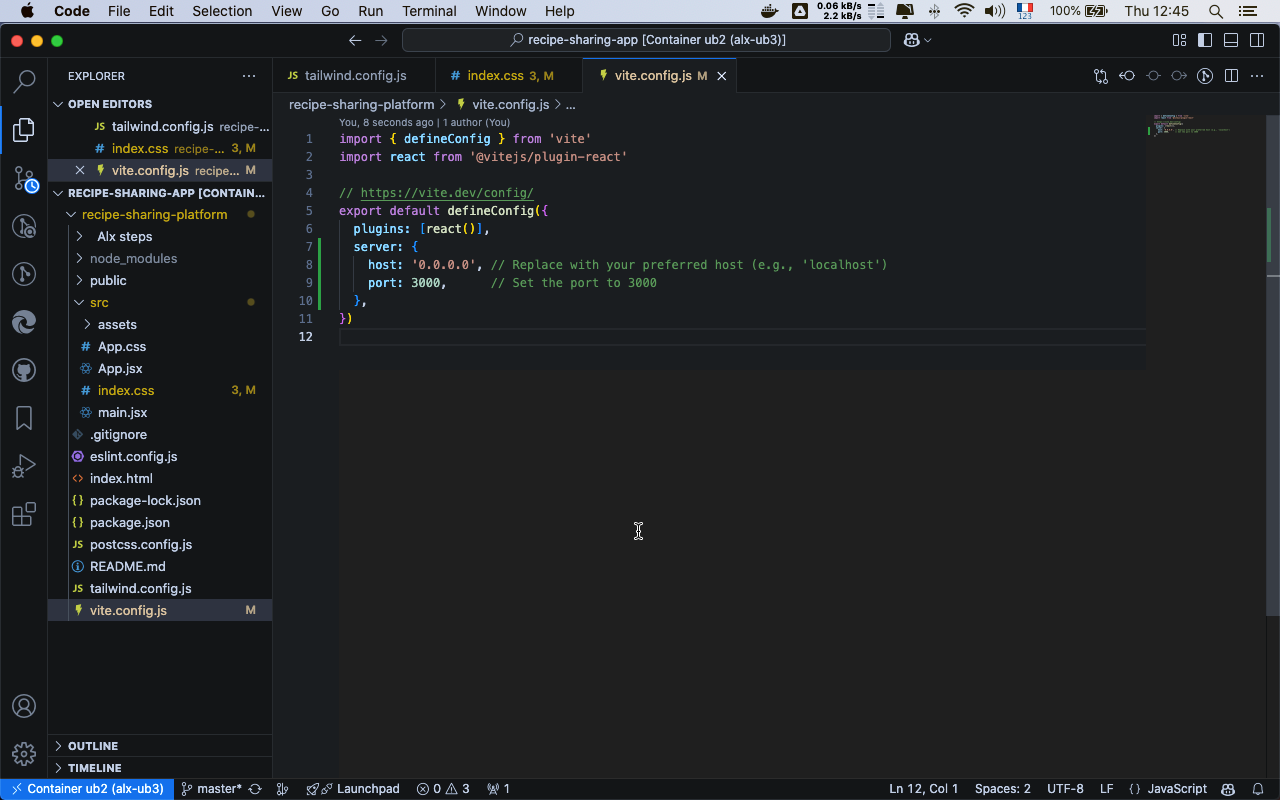 Code File Edit Selection View Go Run Terminal Window Help
0.06 kB/s
2.2 kB/s
123
100%
Thu 12:45
recipe-sharing-app [Container ub2 (alx-ub3)]
EXPLORER
OPEN EDITORS
JS tailwind.config.js recipe-...
# index.css recipe-... 3, M
vite.config.js recipe... M
RECIPE-SHARING-APP [CONTAIN...
recipe-sharing-platform
Alx steps
node_modules
public
src
assets
# App.css
App.jsx
# index.css 3, M
main.jsx
.gitignore
eslint.config.js
<> index.html
{} package-lock.json
{} package.json
JS postcss.config.js
README.md
JS tailwind.config.js
vite.config.js M
OUTLINE
TIMELINE
JS tailwind.config.js
# index.css 3, M
vite.config.js M
recipe-sharing-platform > vite.config.js > ...
You, 8 seconds ago | 1 author (You)
1 import { defineConfig } from 'vite'
2 import react from '@vitejs/plugin-react'
3
4 // https://vite.dev/config/
5 export default defineConfig({
6 plugins: [react()],
7 server: {
8 host: '0.0.0.0', // Replace with your preferred host (e.g., 'localhost')
9 port: 3000, // Set the port to 3000
10 },
11 })
12
Container ub2 (alx-ub3) master* Launchpad 0 3 1 Ln 12, Col 1 Spaces: 2 UTF-8 LF {} JavaScript